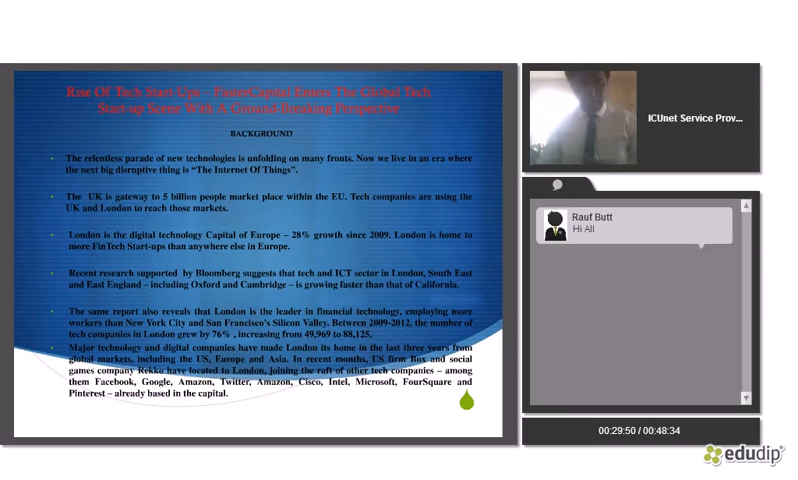 Rise Of Tech Start-Ups – FasterCapital Enters The Global Tech
Start-up Scene With A Ground-Breaking Perspective
BACKGROUND
The relentless parade of new technologies is unfolding on many fronts. Now we live in an era where
the next big disruptive thing is “The Internet Of Things”.
The UK is gateway to 5 billion people market place within the EU. Tech companies are using the
UK and London to reach those markets.
London is the digital technology Capital of Europe – 28% growth since 2009. London is home to
more FinTech Start-ups than anywhere else in Europe.
Recent research supported by Bloomberg suggests that tech and ICT sector in London, South East
and East England – including Oxford and Cambridge – is growing faster than that of California.
The same report also reveals that London is the leader in financial technology, employing more
workers than New York City and San Francisco's Silicon Valley. Between 2009-2012, the number of
tech companies in London grew by 76% , increasing from 49,969 to 88,125.
Major technology and digital companies have made London its home in the last three years from
global markets, including the US, Europe and Asia. In recent months, US firm Box and social
games company Rekko have located to London, joining the raft of other tech companies – among
them Facebook, Google, Amazon, Twitter, Amazon, Cisco, Intel, Microsoft, FourSquare and
Pinterest – already based in the capital.
ICUnet Service Prov...
Rauf Butt
Hi All
00:29:50 / 00:48:34
edudip